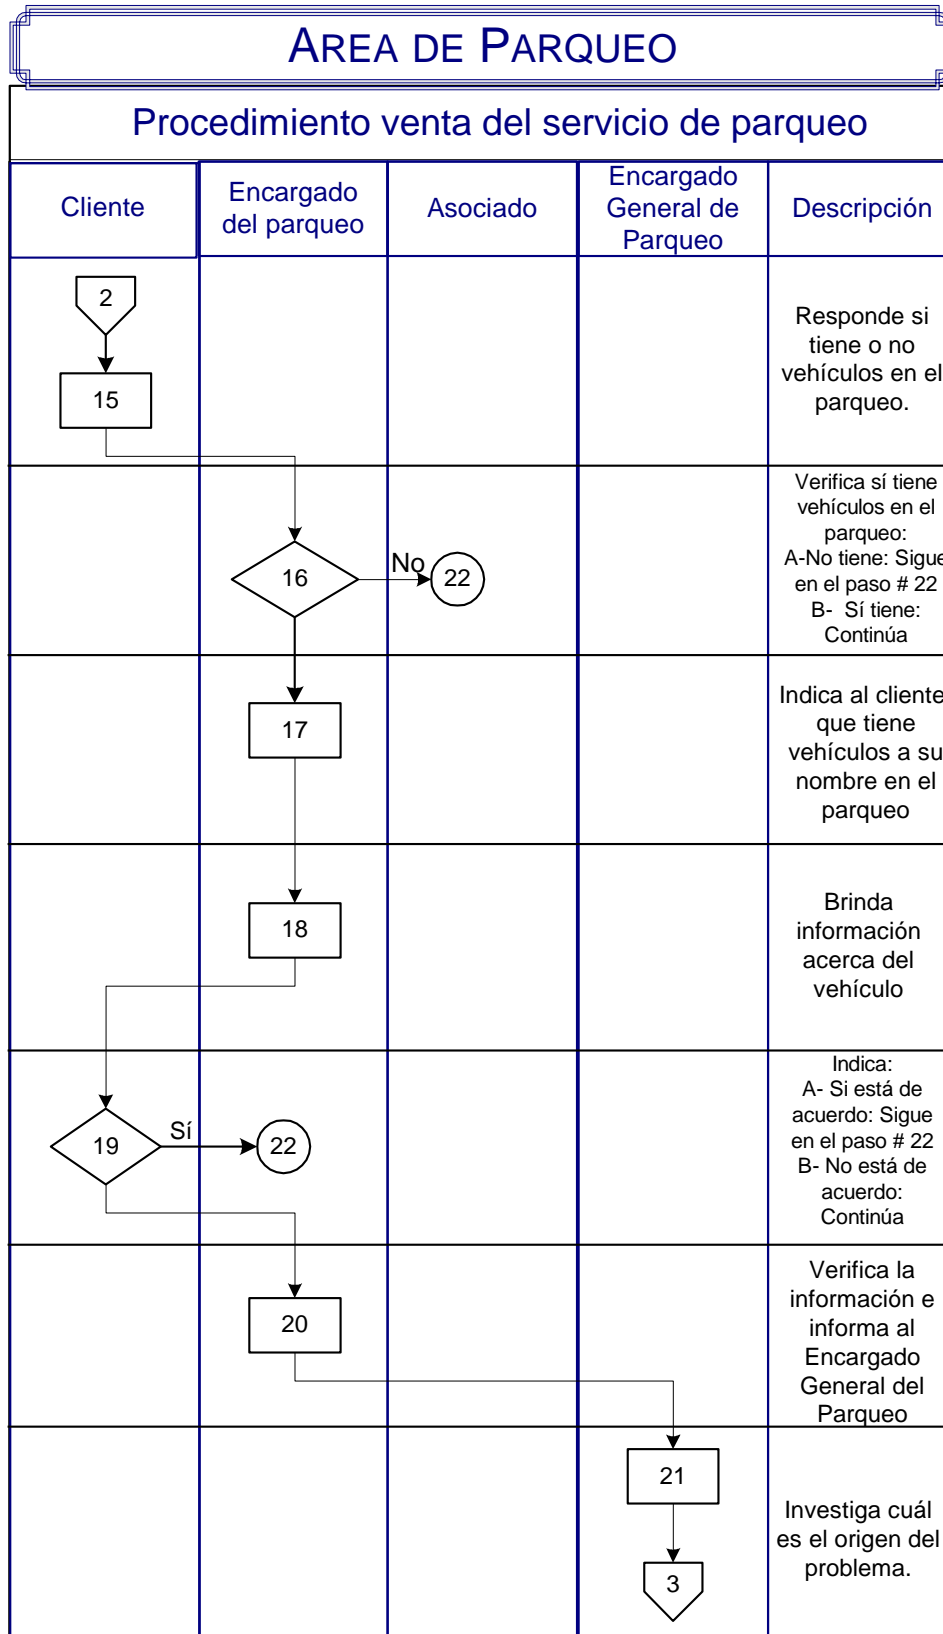 AREA DE PARQUEO
Procedimiento venta del servicio de parqueo
Cliente
Encargado
del parqueo
Asociado
Encargado
General de
Parqueo
Descripción
2
15
Responde si
tiene o no
vehículos en el
parqueo.
16
No
22
Verifica sí tiene
vehículos en el
parqueo:
A-No tiene: Sigue
en el paso # 22
B- Sí tiene:
Continúa
17
Indica al cliente
que tiene
vehículos a su
nombre en el
parqueo
18
Brinda
información
acerca del
vehículo
19
Sí
22
Indica:
A- Si está de
acuerdo: Sigue
en el paso # 22
B- No está de
acuerdo:
Continúa
20
Verifica la
información e
informa al
Encargado
General del
Parqueo
21
3
Investiga cuál
es el origen del
problema.